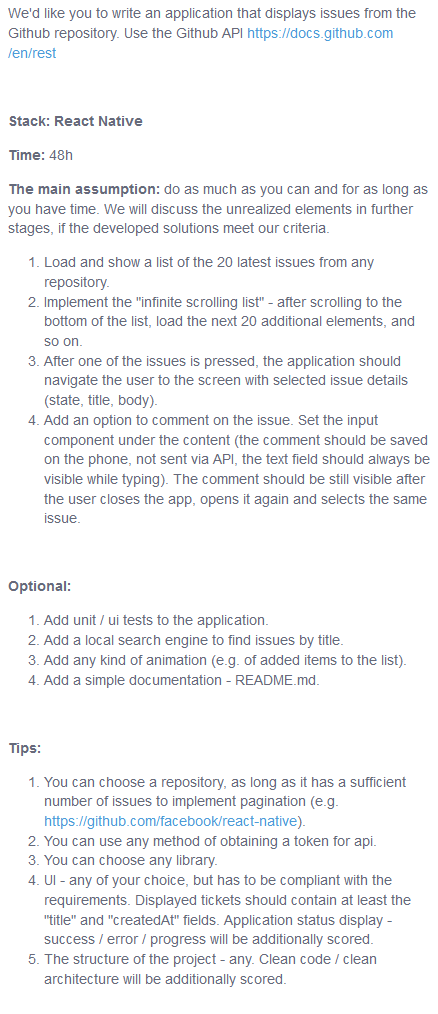 We'd like you to write an application that displays issues from the
Github repository. Use the Github API https://docs.github.com
/en/rest
Stack: React Native
Time: 48h
The main assumption: do as much as you can and for as long as
you have time. We will discuss the unrealized elements in further
stages, if the developed solutions meet our criteria.
1. Load and show a list of the 20 latest issues from any
repository.
2. Implement the "infinite scrolling list" - after scrolling to the
bottom of the list, load the next 20 additional elements, and
so on.
3. After one of the issues is pressed, the application should
navigate the user to the screen with selected issue details
(state, title, body).
4. Add an option to comment on the issue. Set the input
component under the content (the comment should be saved
on the phone, not sent via API, the text field should always be
visible while typing). The comment should be still visible after
the user closes the app, opens it again and selects the same
issue.
Optional:
1. Add unit / ui tests to the application.
2. Add a local search engine to find issues by title.
3. Add any kind of animation (e.g. of added items to the list).
4. Add a simple documentation - README.md.
Tips:
1. You can choose a repository, as long as it has a sufficient
number of issues to implement pagination (e.g.
https://github.com/facebook/react-native).
2. You can use any method of obtaining a token for api.
3. You can choose any library.
4. UI - any of your choice, but has to be compliant with the
requirements. Displayed tickets should contain at least the
"title" and "createdAt" fields. Application status display -
success / error / progress will be additionally scored.
5. The structure of the project - any. Clean code / clean
architecture will be additionally scored.